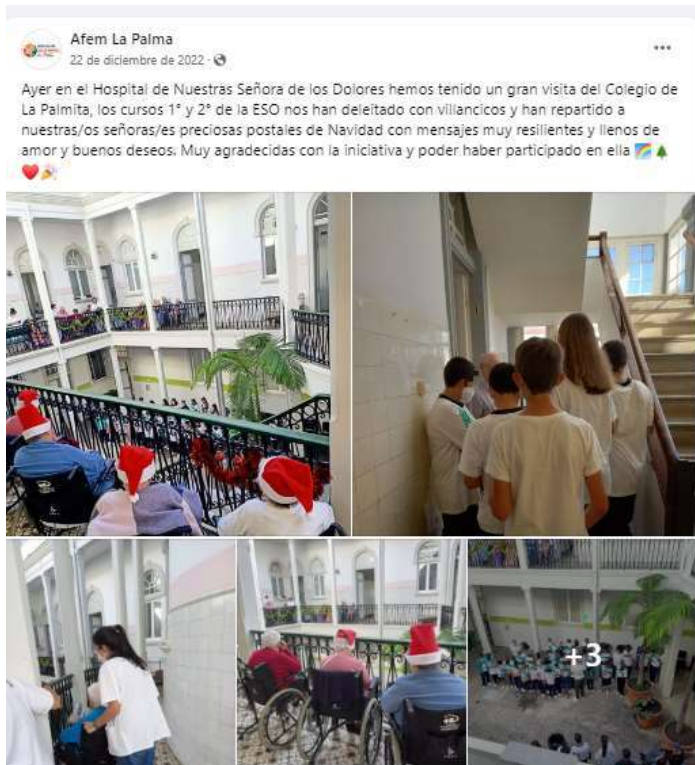 Afem La Palma
22 de diciembre de 2022
Ayer en el Hospital de Nuestras Señora de los Dolores hemos tenido un gran visita del Colegio de
La Palmita, los cursos 1° y 2° de la ESO nos han deleitado con villancicos y han repartido a
nuestras/os señoras/es preciosas postales de Navidad con mensajes muy resilientes y llenos de
amor y buenos deseos. Muy agradecidas con la iniciativa y poder haber participado en ella 🌈🌲
❤️🎉
+3